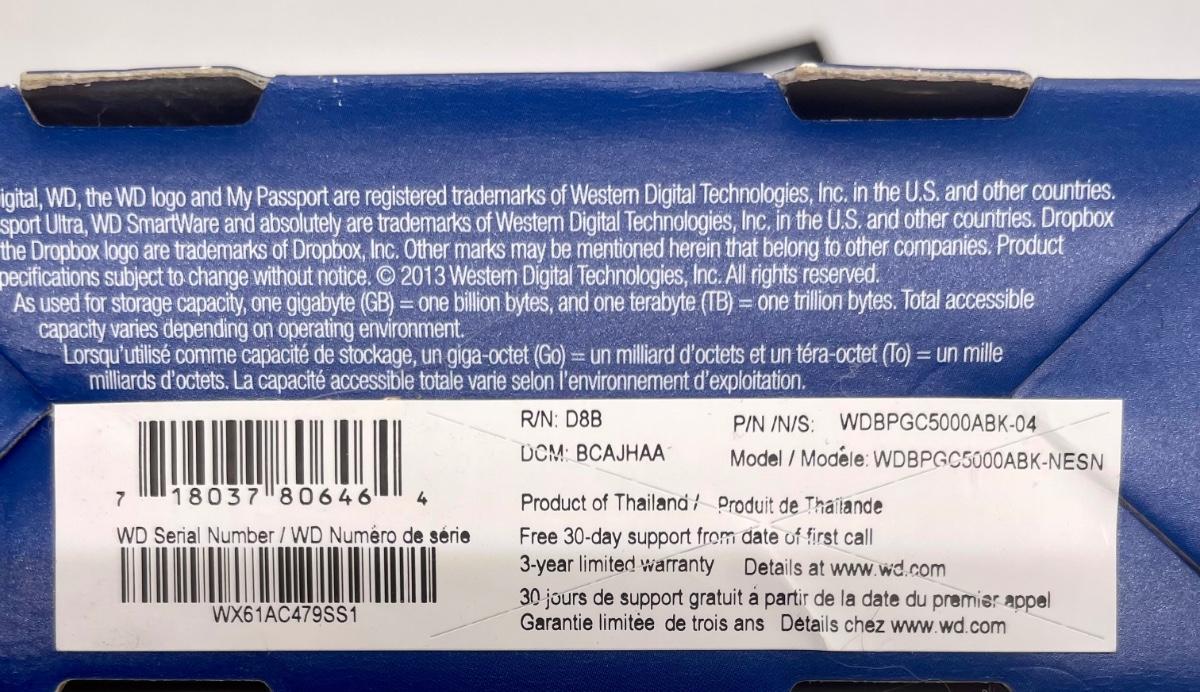 igital, WD, the WD logo and My Passport are registered trademarks of Western Digital Technologies, Inc. in the U.S. and other countries.
sport Ultra, WD SmartWare and absolutely are trademarks of Western Digital Technologies, Inc. in the U.S. and other countries. Dropbox
the Dropbox logo are trademarks of Dropbox, Inc. Other marks may be mentioned herein that belong to other companies. Product
pecifications subject to change without notice. © 2013 Western Digital Technologies, Inc. All rights reserved.
As used for storage capacity, one gigabyte (GB) = one billion bytes, and one terabyte (TB) = one trillion bytes. Total accessible
capacity varies depending on operating environment.
Lorsqu'utilisé comme capacité de stockage, un giga-octet (Go) = un milliard d'octets et un téra-octet (To) = un mille
milliards d'octets. La capacité accessible totale varie selon l'environnement d'exploitation.
7 18037 80646 4
WD Serial Number / WD Numéro de série
WX61AC479SS1
R/N: D8B P/N /N/S: WDBPGC5000ABK-04
DCM: BCAJHAA Model / Modèle: WDBPGC5000ABK-NESN
Product of Thailand / Produit de Thaïlande
Free 30-day support from date of first call
3-year limited warranty Details at www.wd.com
30 jours de support gratuit á partir de la date du premier appel
Garantie limitée de trois ans Détails chez www.wd.com